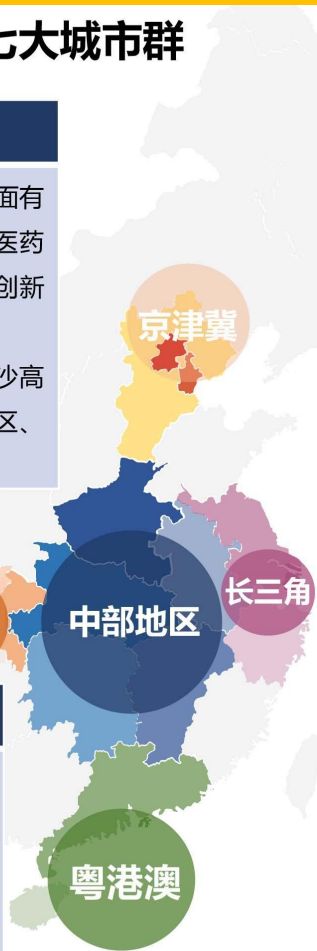 七大城市群
面有
医药
创新
沙高
区、
京津冀
长三角
中部地区
粤港澳